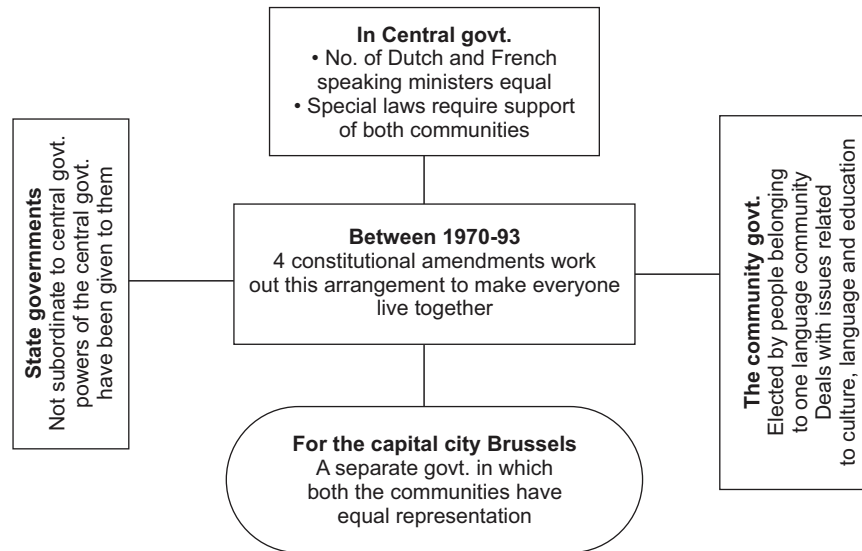 In Central govt.
• No. of Dutch and French
speaking ministers equal
• Special laws require support
of both communities
State governments
Not subordinate to central govt.
powers of the central govt.
have been given to them
Between 1970-93
4 constitutional amendments work
out this arrangement to make everyone
live together
The community govt.
Elected by people belonging
to one language community
Deals with issues related
to culture, language and education
For the capital city Brussels
A separate govt. in which
both the communities have
equal representation